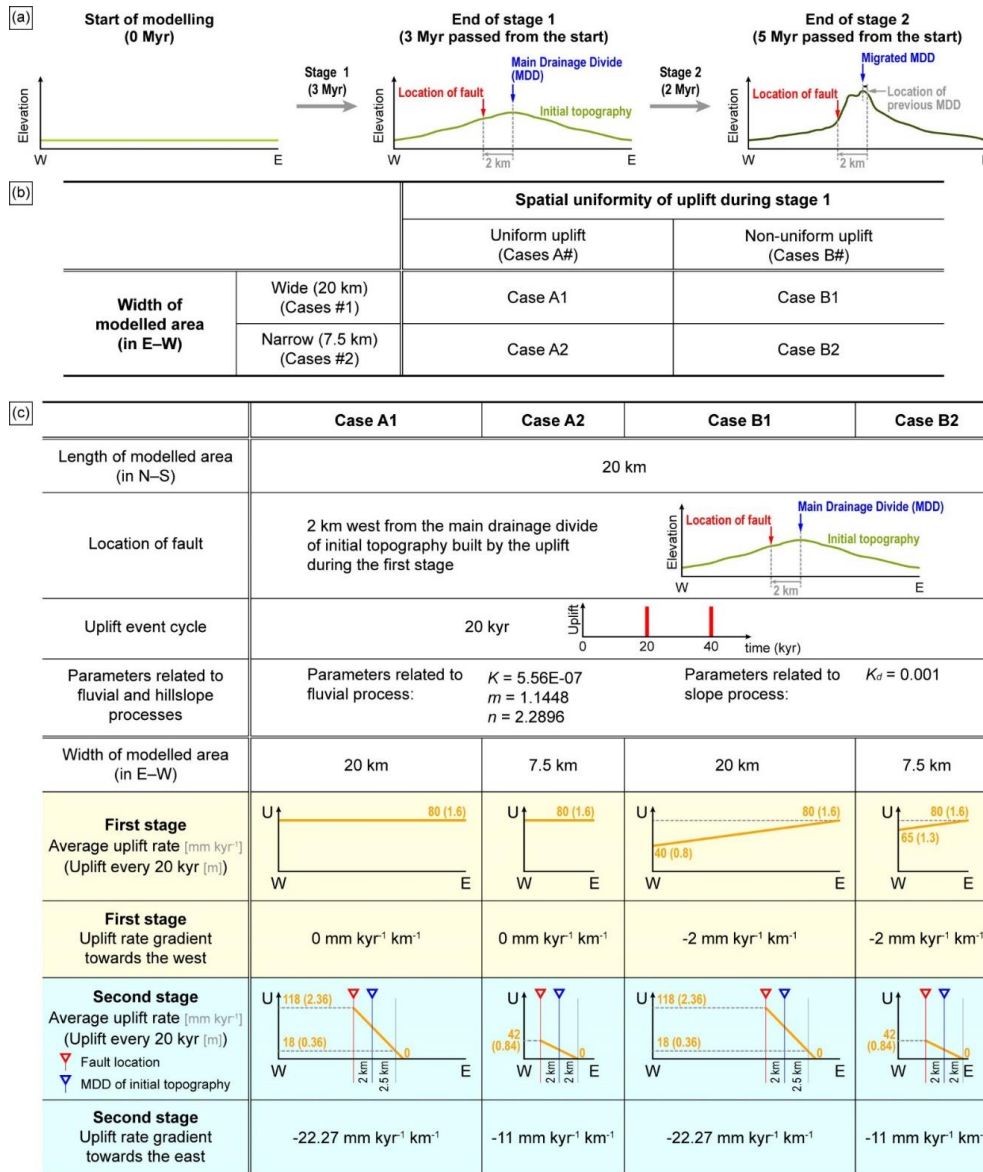 (a)
Start of modelling
(0 Myr)
Elevation
W
E
Stage 1
(3 Myr)
End of stage 1
(3 Myr passed from the start)
Main Drainage Divide
(MDD)
Location of fault
Initial topography
Elevation
W
2 km
E
Stage 2
(2 Myr)
End of stage 2
(5 Myr passed from the start)
Migrated MDD
Location of
previous MDD
Location of fault
Elevation
W
2 km
(b)
Spatial uniformity of uplift during stage 1
Uniform uplift
(Cases A#)
Non-uniform uplift
(Cases B#)
Width of
modelled area
(in E–W)
Wide (20 km)
(Cases #1)
Case A1
Case B1
Narrow (7.5 km)
(Cases #2)
Case A2
Case B2
(c)
Case A1
Case A2
Case B1
Case B2
Length of modelled area
(in N–S)
20 km
Location of fault
2 km west from the main drainage divide
of initial topography built by the uplift
during the first stage
Main Drainage Divide (MDD)
Location of fault
Initial topography
Elevation
W
2 km
E
Uplift event cycle
20 kyr
Uplift
0
20
40
time (kyr)
Parameters related to
fluvial and hillslope
processes
Parameters related to
fluvial process:
K = 5.56E-07
m = 1.1448
n = 2.2896
Parameters related to
slope process:
Kd = 0.001
Width of modelled area
(in E–W)
20 km
7.5 km
20 km
7.5 km
First stage
Average uplift rate [mm kyr⁻¹]
(Uplift every 20 kyr [m])
U
80 (1.6)
W
E
U
80 (1.6)
W
E
U
80 (1.6)
40 (0.8)
W
E
U
80 (1.6)
65 (1.3)
W
E
First stage
Uplift rate gradient
towards the west
0 mm kyr⁻¹ km⁻¹
0 mm kyr⁻¹ km⁻¹
-2 mm kyr⁻¹ km⁻¹
-2 mm kyr⁻¹ km⁻¹
Second stage
Average uplift rate [mm kyr⁻¹]
(Uplift every 20 kyr [m])
Fault location
MDD of initial topography
U
118 (2.36)
18 (0.36)
0
W
2 km
2.5 km
E
U
42
(0.84)
0
W
2 km
2 km
E
U
118 (2.36)
18 (0.36)
0
W
2 km
2.5 km
E
U
42
(0.84)
0
W
2 km
2 km
E
Second stage
Uplift rate gradient
towards the east
-22.27 mm kyr⁻¹ km⁻¹
-11 mm kyr⁻¹ km⁻¹
-22.27 mm kyr⁻¹ km⁻¹
-11 mm kyr⁻¹ km⁻¹